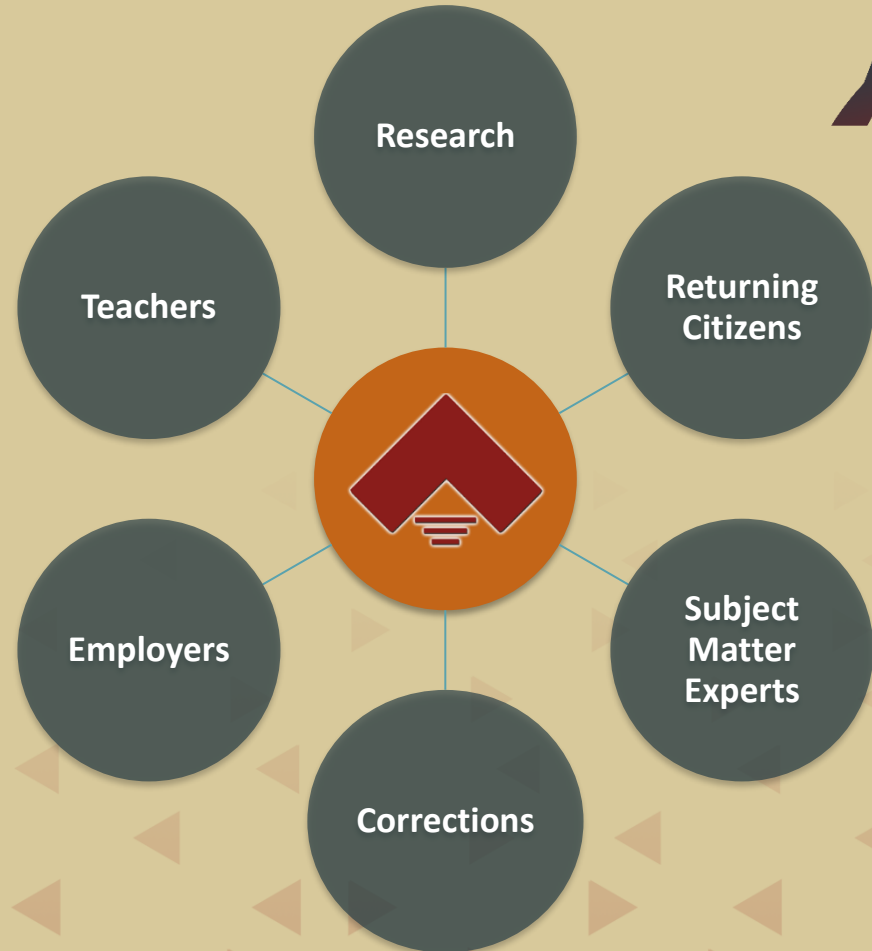 Research
Returning
Citizens
Subject
Matter
Experts
Corrections
Employers
Teachers